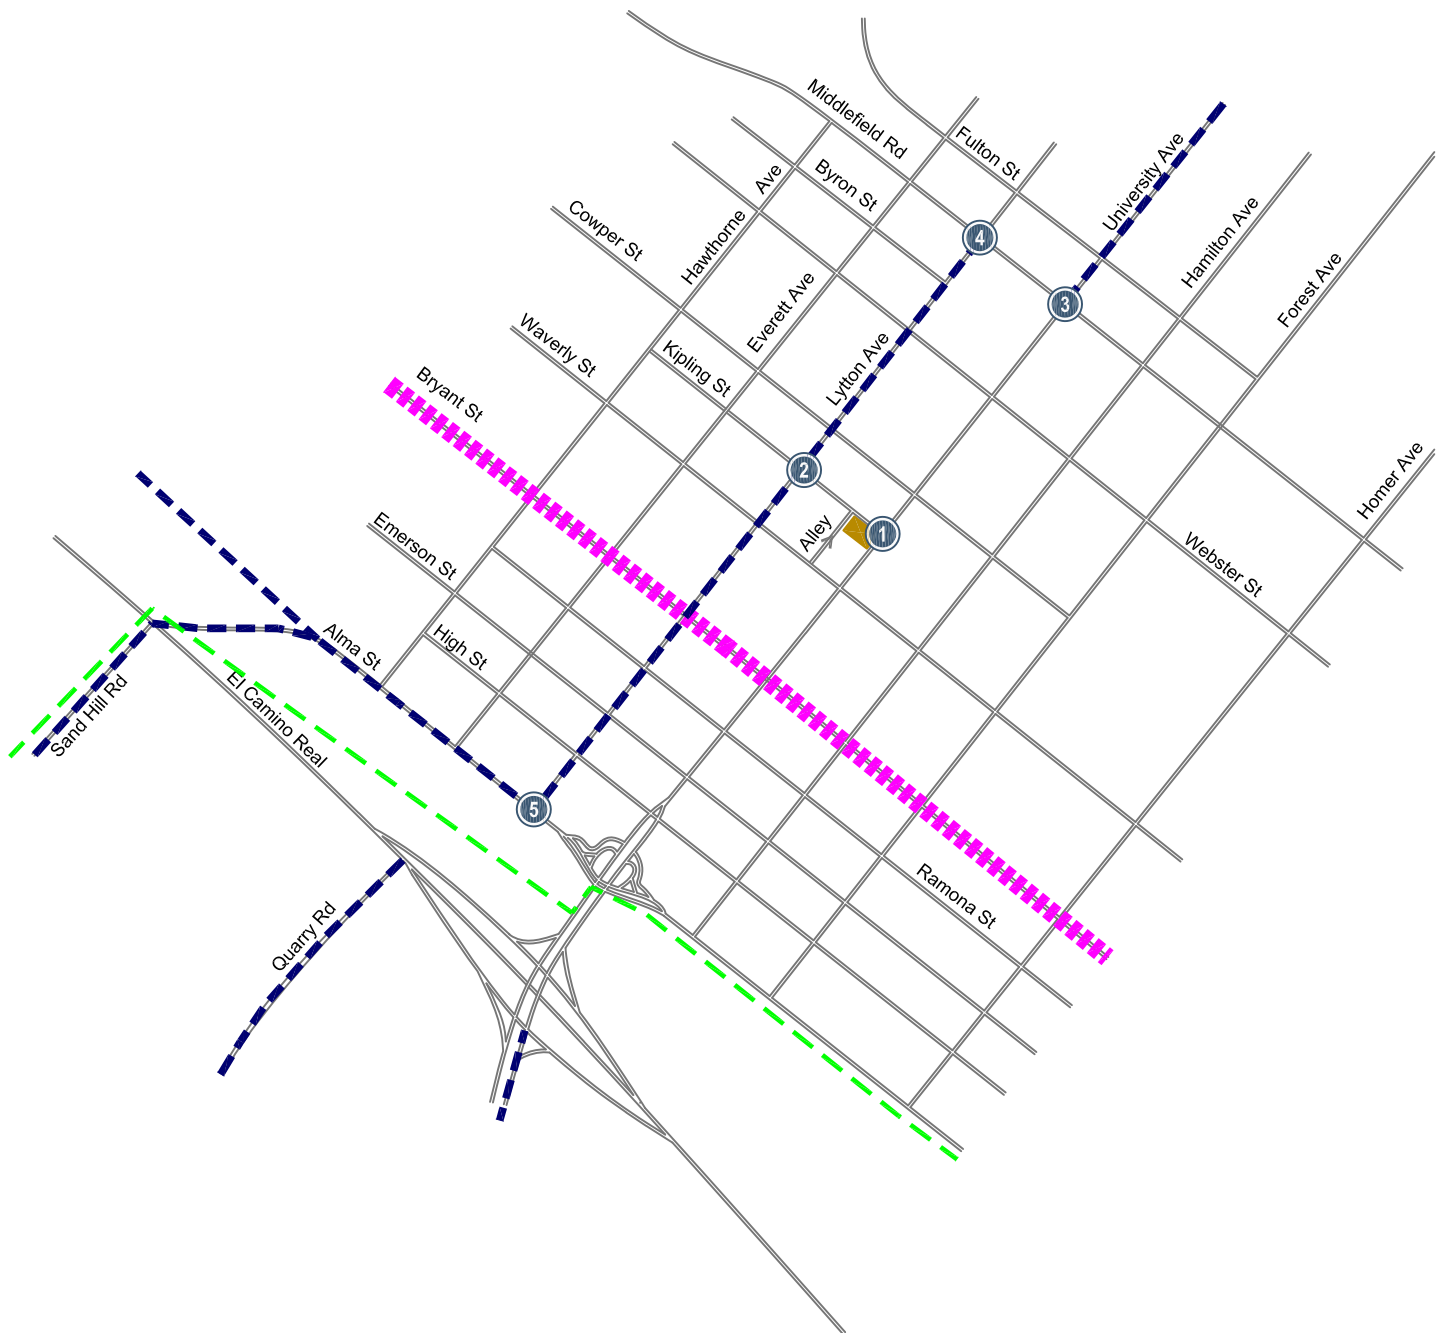 Middlefield Rd
Fulton St
University Ave
Byron St
Hawthorne Ave
Cowper St
Hamilton Ave
4
Forest Ave
3
Everett Ave
Waverly St
Kipling St
Lytton Ave
Bryant St
2
Homer Ave
Alley
1
Emerson St
Webster St
High St
Alma St
Sand Hill Rd
El Camino Real
5
Ramona St
Quarry Rd